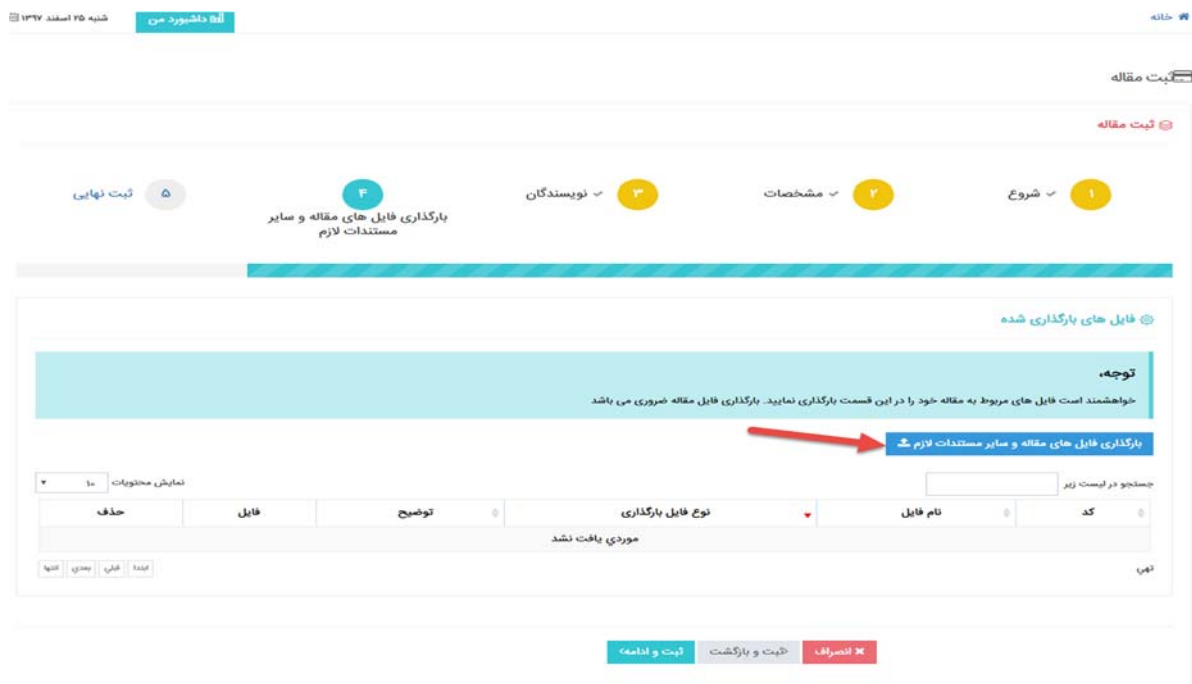 خانه
داشبورد من
شنبه ۲۵ اسفند ۱۳۹۷
ثبت مقاله
ثبت مقاله
۱ شروع
۲ مشخصات
۳ نویسندگان
۴
بارگذاری فایل های مقاله و سایر
مستندات لازم
۵ ثبت نهایی
فایل های بارگذاری شده
توجه،
خواهشمند است فایل های مربوط به مقاله خود را در این قسمت بارگذاری نمایید. بارگذاری فایل مقاله ضروری می باشد
بارگذاری فایل های مقاله و سایر مستندات لازم
جستجو در لیست زیر
نمایش محتویات ۱۰
کد نام فایل نوع فایل بارگذاری توضیح فایل حذف
موردي یافت نشد
تهي
ابتدا قبلي بعدي انتها
انصراف ‹ثبت و بازگشت ثبت و ادامه›